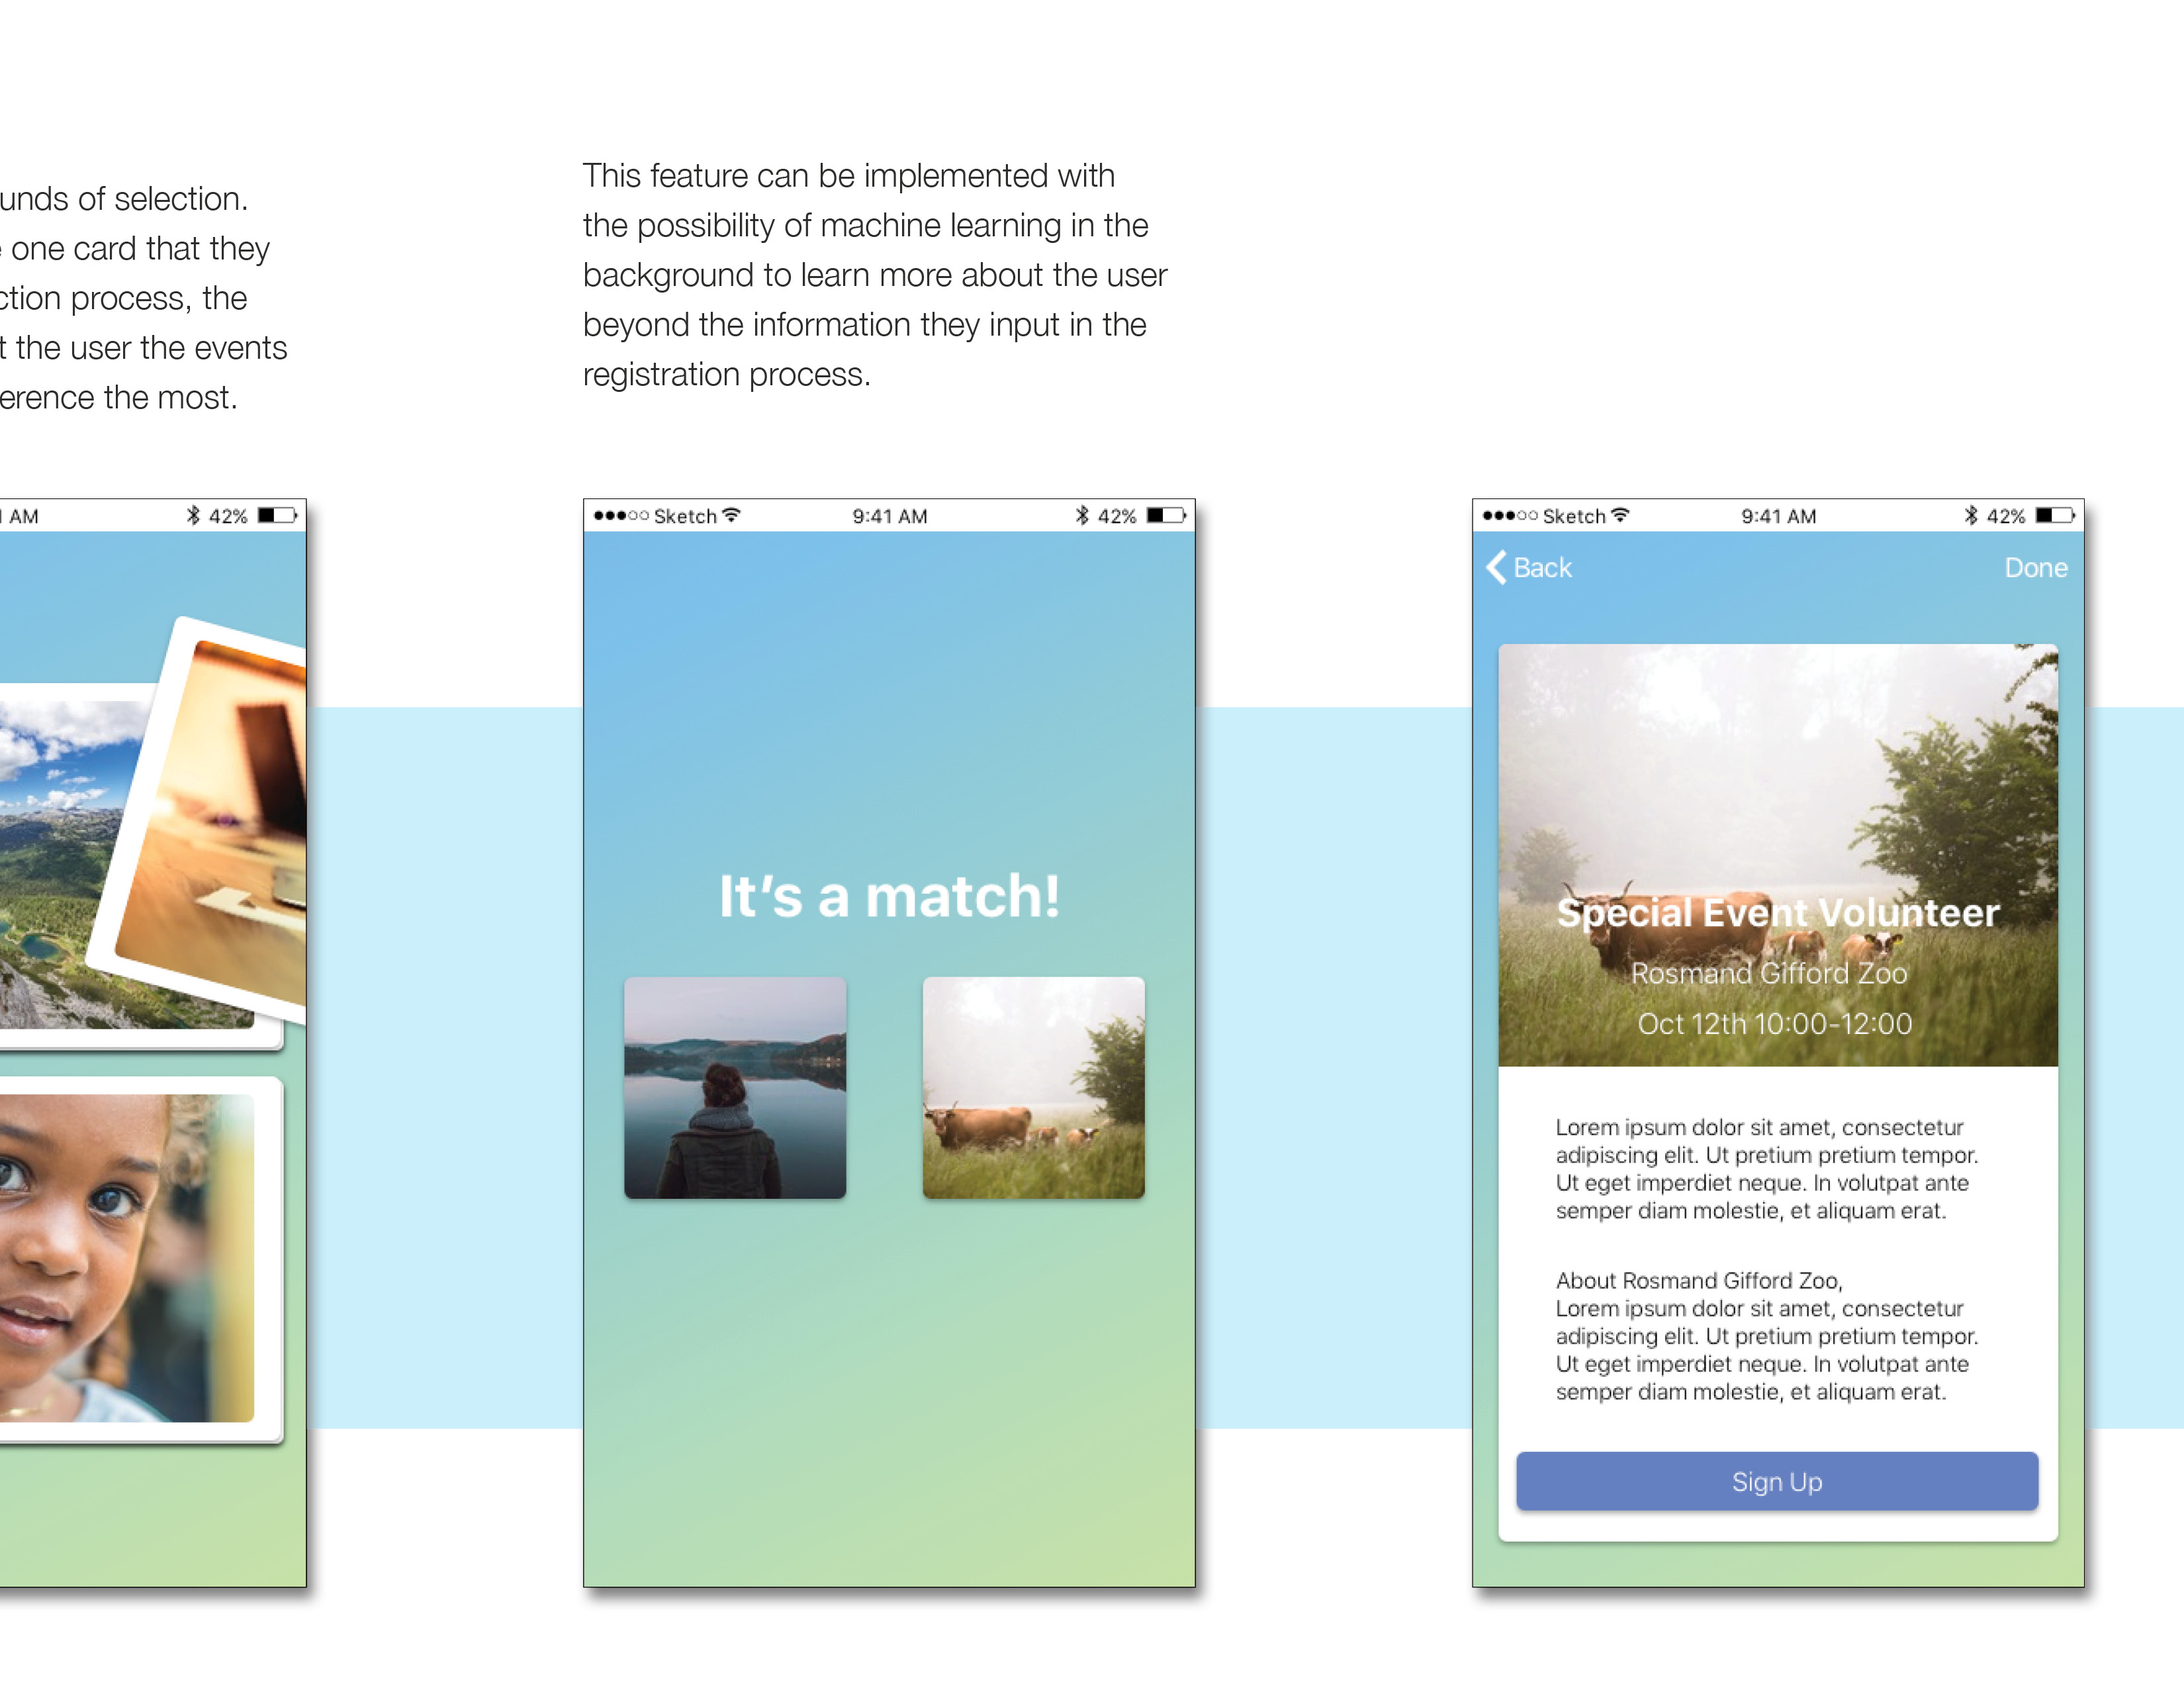 unds of selection.
one card that they
ction process, the
t the user the events
erence the most.
This feature can be implemented with
the possibility of machine learning in the
background to learn more about the user
beyond the information they input in the
registration process.
AM
42%
Sketch
9:41 AM
42%
It's a match!
Sketch
9:41 AM
42%
Back
Done
Special Event Volunteer
Rosmand Gifford Zoo
Oct 12th 10:00-12:00
Lorem ipsum dolor sit amet, consectetur
adipiscing elit. Ut pretium pretium tempor.
Ut eget imperdiet neque. In volutpat ante
semper diam molestie, et aliquam erat.
About Rosmand Gifford Zoo,
Lorem ipsum dolor sit amet, consectetur
adipiscing elit. Ut pretium pretium tempor.
Ut eget imperdiet neque. In volutpat ante
semper diam molestie, et aliquam erat.
Sign Up